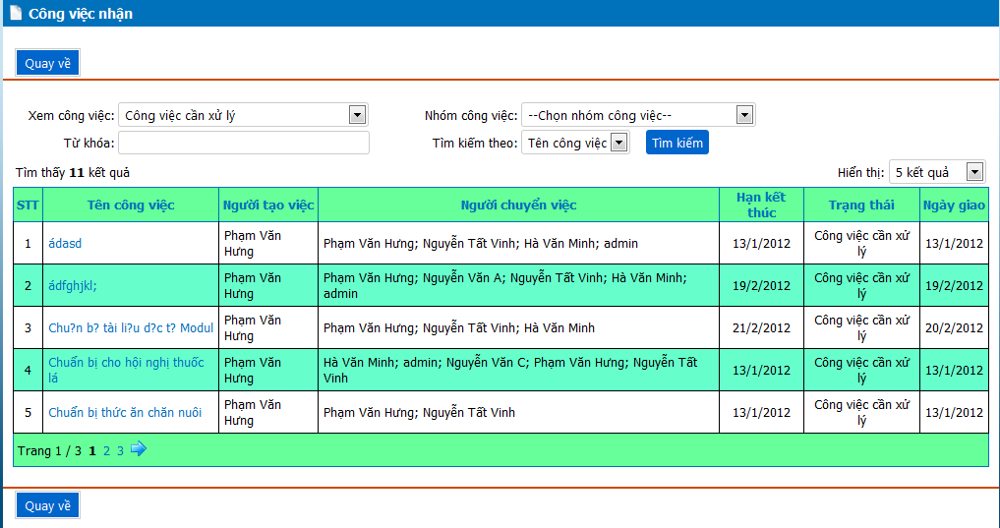 Công việc nhận
Quay về
Xem công việc: Công việc cần xử lý Nhóm công việc: --Chọn nhóm công việc--
Từ khóa: Tìm kiếm theo: Tên công việc Tìm kiếm
Tìm thấy 11 kết quả Hiển thị: 5 kết quả
STT Tên công việc Người tạo việc Người chuyển việc Hạn kết thúc Trạng thái Ngày giao
1 ádasd Phạm Văn Hưng Phạm Văn Hưng; Nguyễn Tất Vinh; Hà Văn Minh; admin 13/1/2012 Công việc cần xử lý 13/1/2012
2 ádfghjkl; Phạm Văn Hưng Phạm Văn Hưng; Nguyễn Văn A; Nguyễn Tất Vinh; Hà Văn Minh; admin 19/2/2012 Công việc cần xử lý 19/2/2012
3 Chu?n b? tài li?u d?c t? Modul Phạm Văn Hưng Phạm Văn Hưng; Nguyễn Tất Vinh; Hà Văn Minh 21/2/2012 Công việc cần xử lý 20/2/2012
4 Chuẩn bị cho hội nghị thuốc lá Phạm Văn Hưng Hà Văn Minh; admin; Nguyễn Văn C; Phạm Văn Hưng; Nguyễn Tất Vinh 13/1/2012 Công việc cần xử lý 13/1/2012
5 Chuẩn bị thức ăn chăn nuôi Phạm Văn Hưng Phạm Văn Hưng; Nguyễn Tất Vinh 13/1/2012 Công việc cần xử lý 13/1/2012
Trang 1 / 3 1 2 3
Quay về